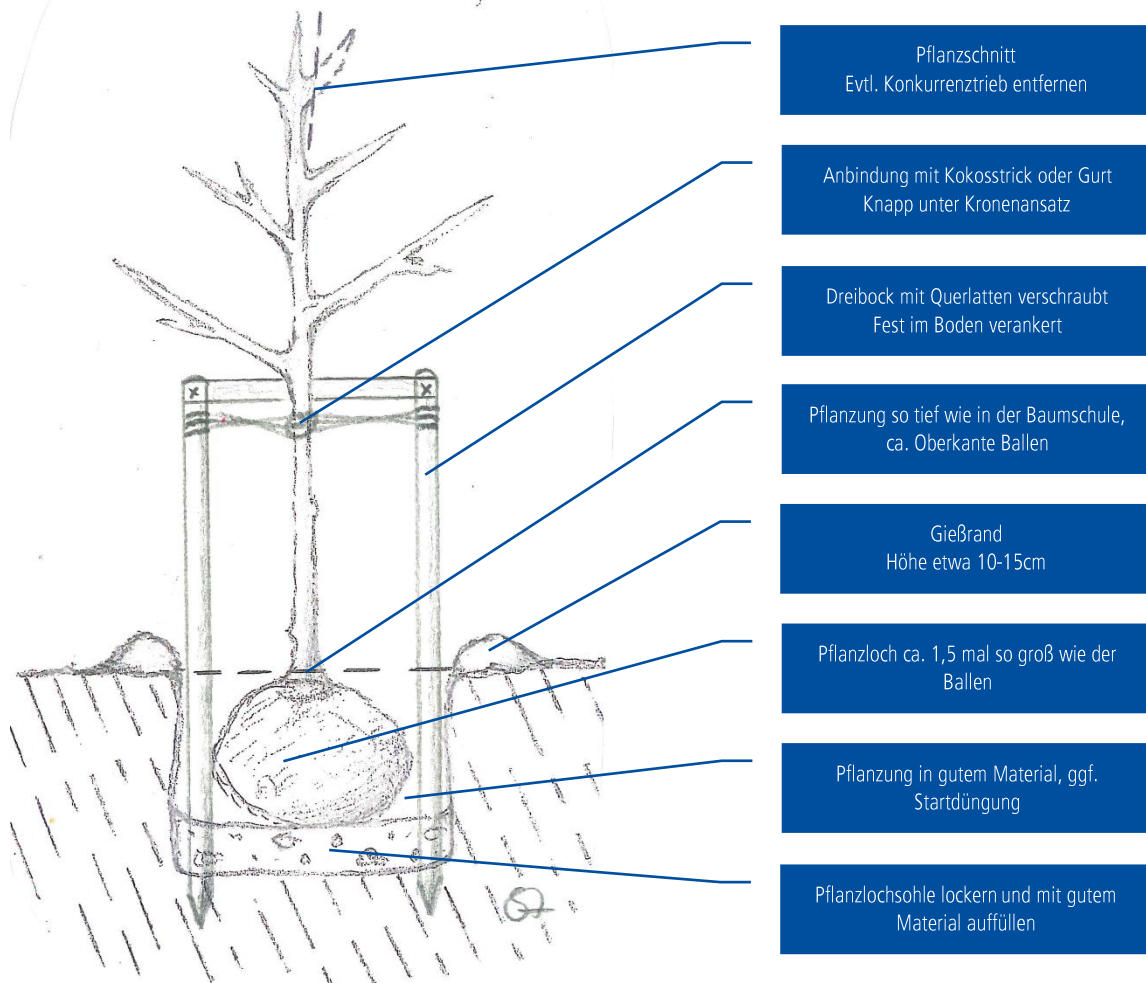 Pflanzschnitt
Evtl. Konkurrenztrieb entfernen
Anbindung mit Kokosstrick oder Gurt
Knapp unter Kronenansatz
Dreibock mit Querlatten verschraubt
Fest im Boden verankert
Pflanzung so tief wie in der Baumschule,
ca. Oberkante Ballen
Gießrand
Höhe etwa 10-15cm
Pflanzloch ca. 1,5 mal so groß wie der
Ballen
Pflanzung in gutem Material, ggf.
Startdüngung
Pflanzlochsohle lockern und mit gutem
Material auffüllen